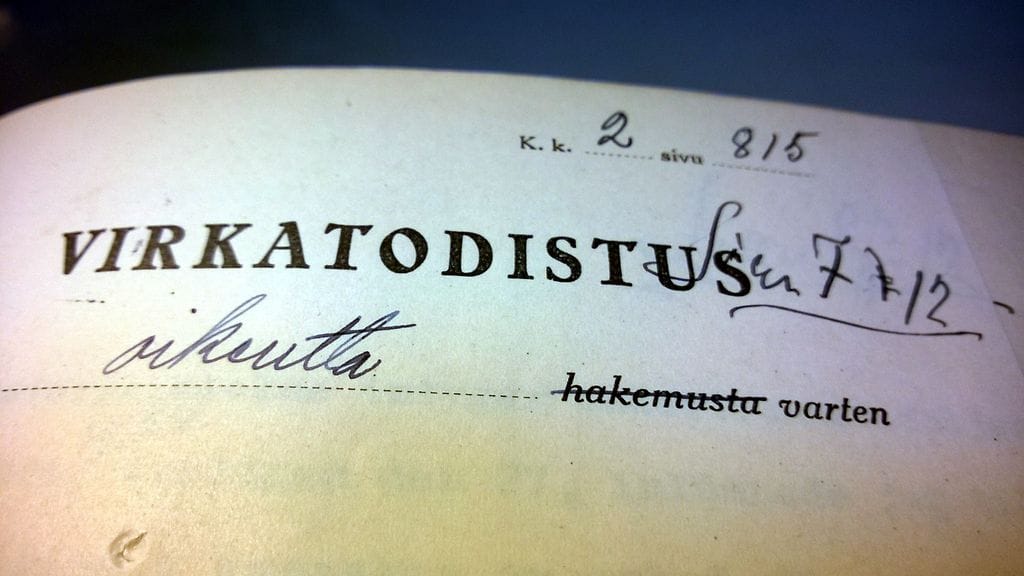 K. k. 2 sivu 815
VIRKATODISTUS
oikeutta
hakemusta varten